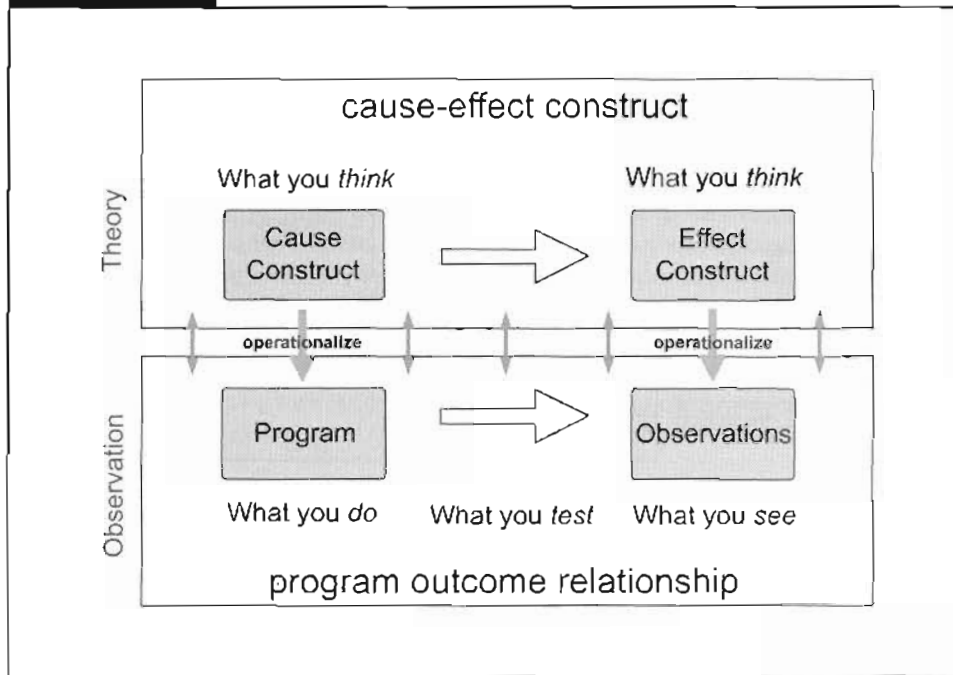 cause-effect construct
Theory
What you think
What you think
Cause
Construct
Effect
Construct
operationalize
operationalize
Observation
Program
Observations
What you do
What you test
What you see
program outcome relationship